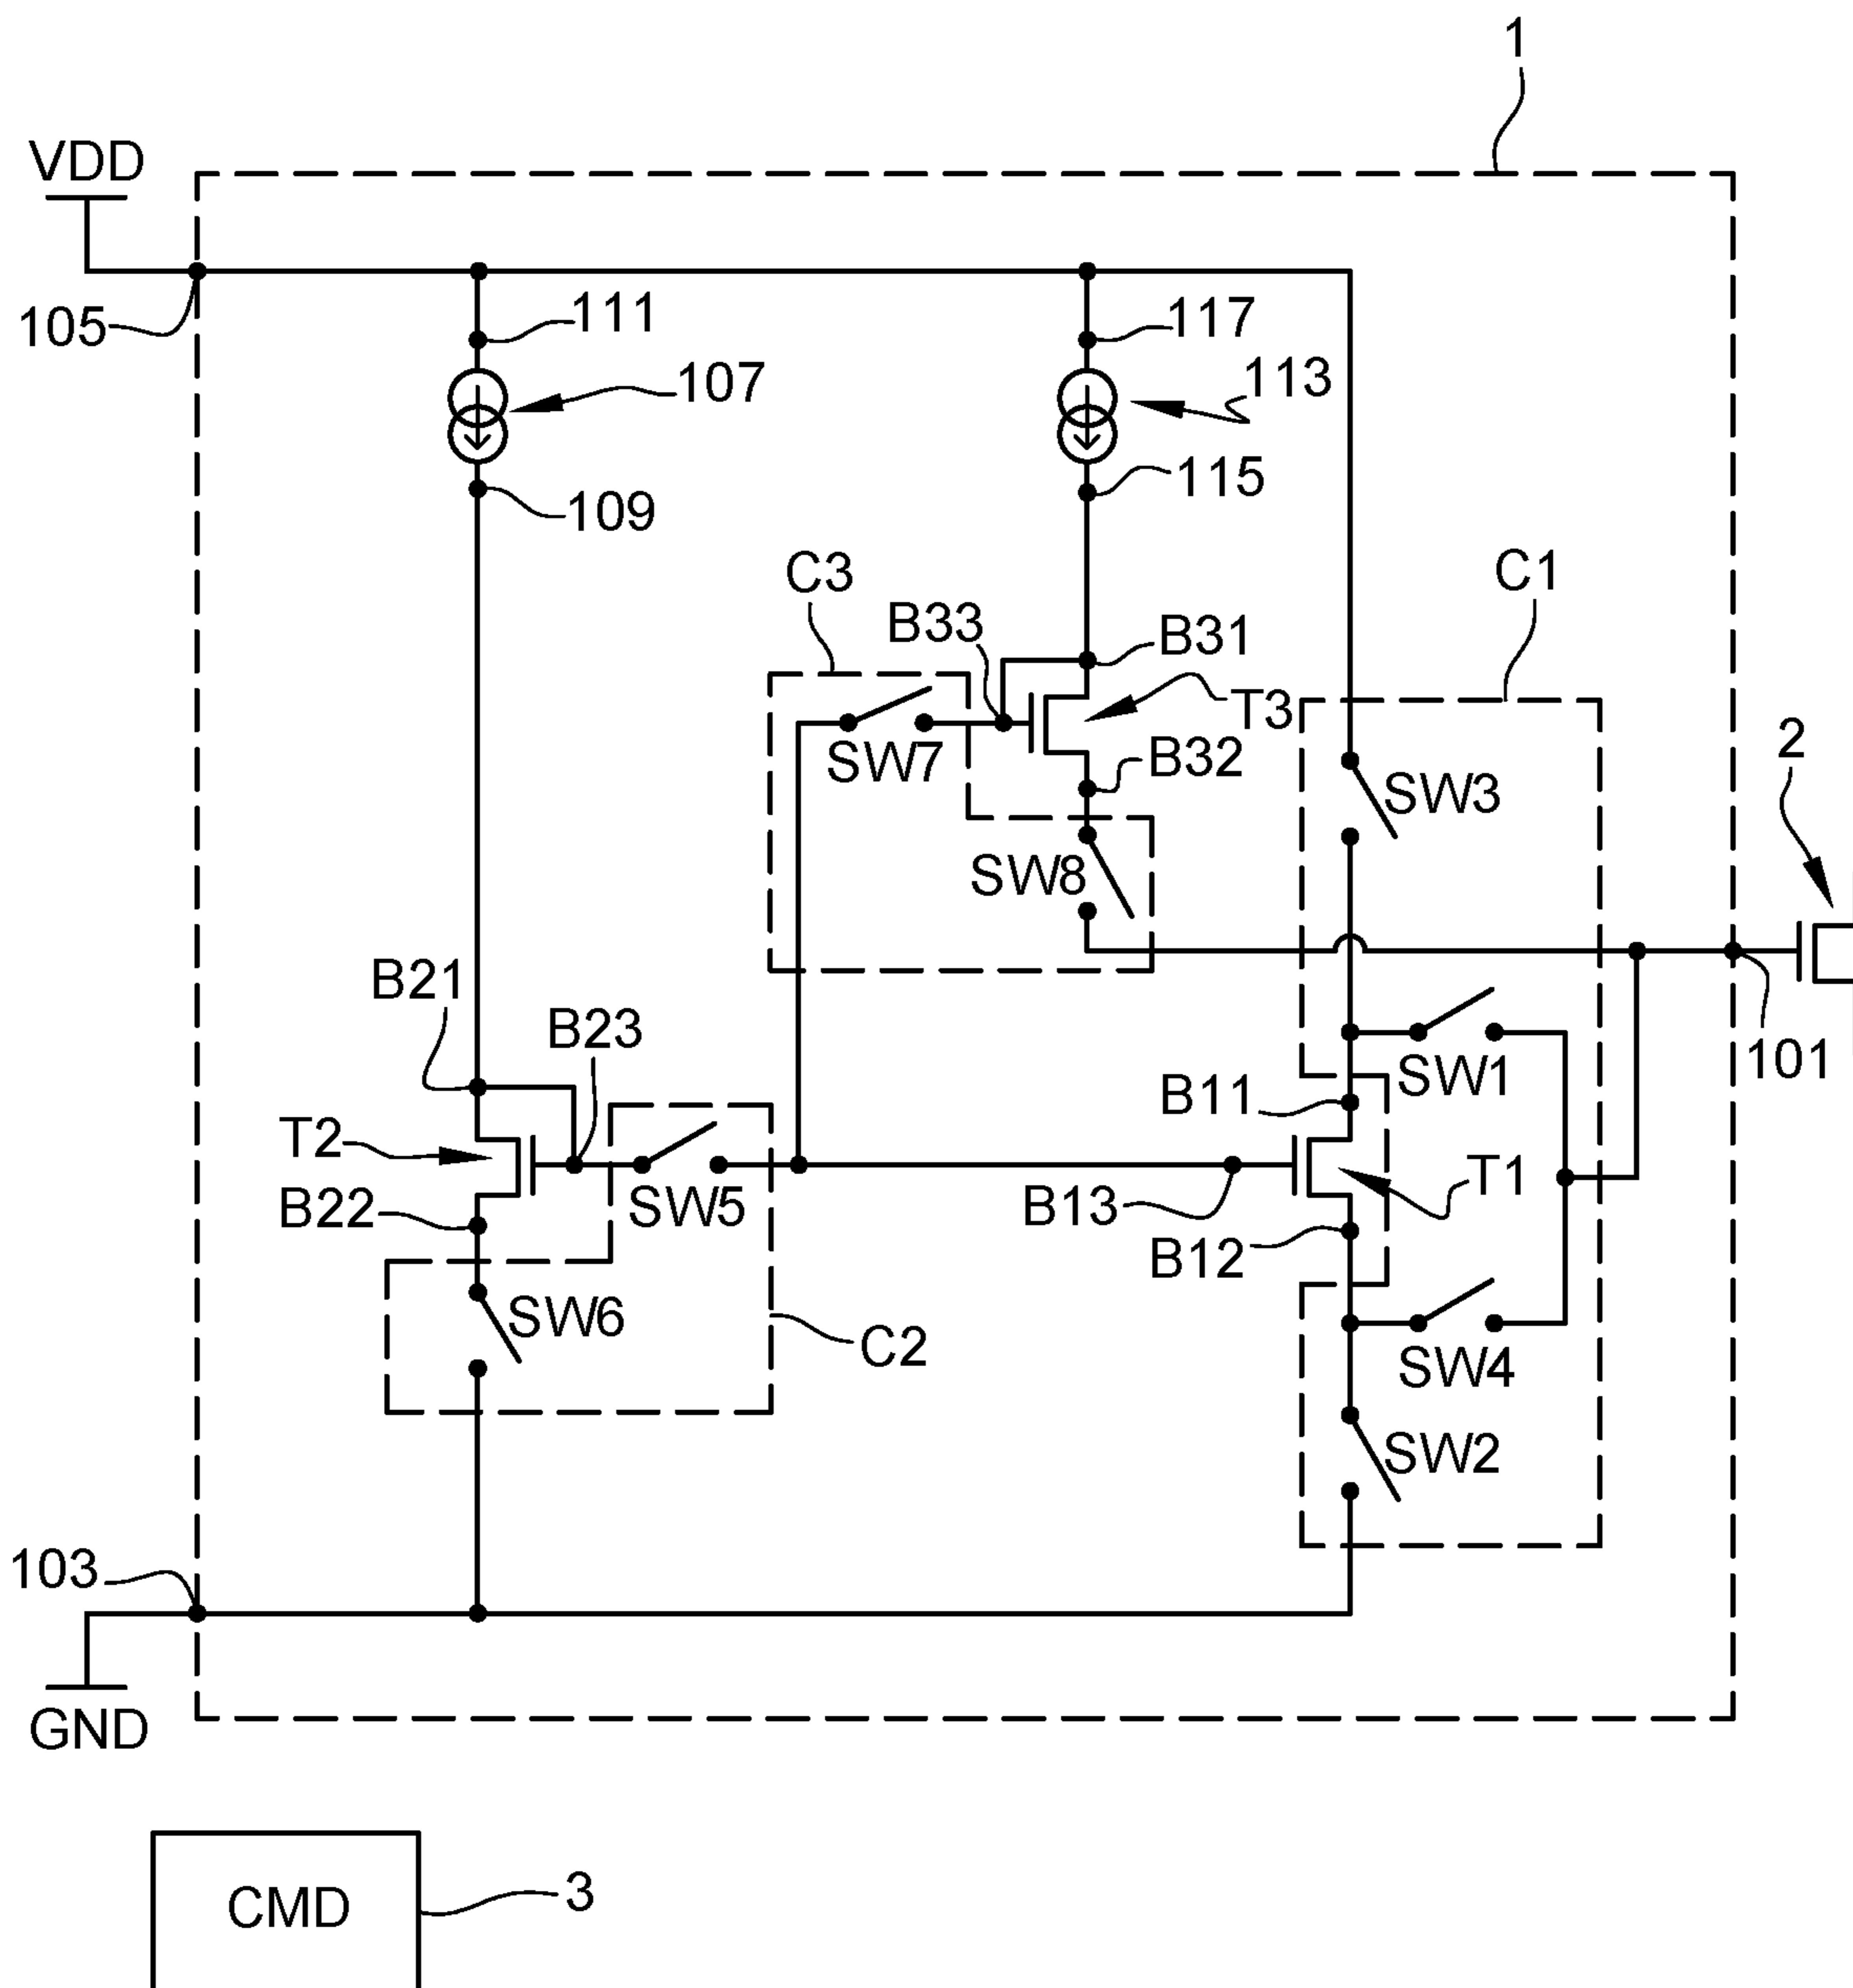 1
VDD
105
111
117
107
113
109
115
C3
C1
B33
B31
T3
SW7
B32
2
SW3
SW8
B21
B23
101
SW1
B11
T2
T1
B22
SW5
B13
B12
SW6
C2
SW4
SW2
103
GND
CMD
3